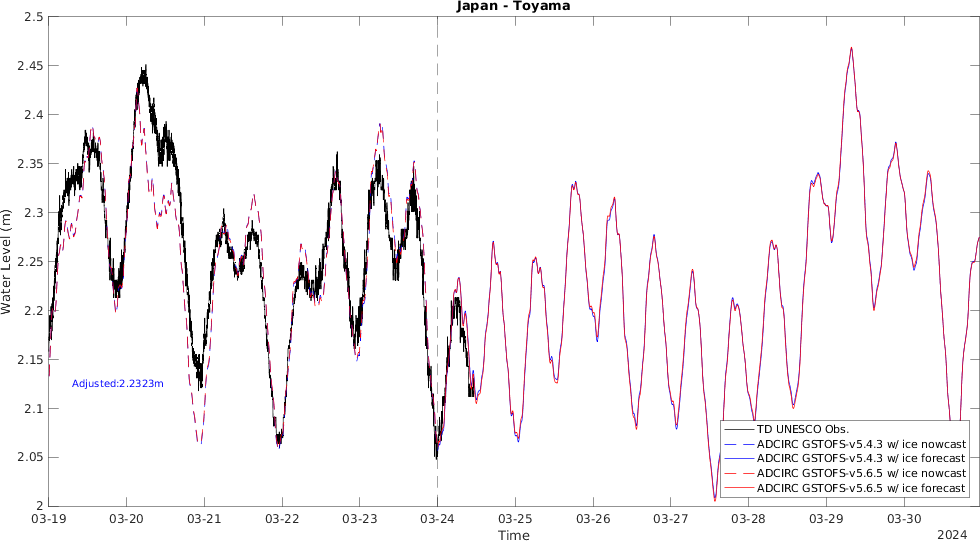 Japan - Toyama
2.5
2.45
2.4
2.35
2.3
2.25
2.2
2.15
2.1
2.05
2
Water Level (m)
Adjusted:2.2323m
TD UNESCO Obs.
ADCIRC GSTOFS-v5.4.3 w/ ice nowcast
ADCIRC GSTOFS-v5.4.3 w/ ice forecast
ADCIRC GSTOFS-v5.6.5 w/ ice nowcast
ADCIRC GSTOFS-v5.6.5 w/ ice forecast
03-19 03-20 03-21 03-22 03-23 03-24 03-25 03-26 03-27 03-28 03-29 03-30
Time
2024